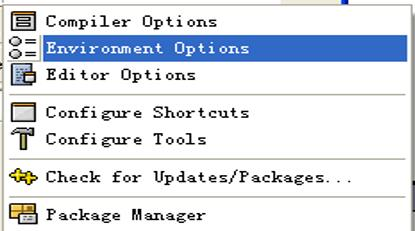 Compiler Options
Environment Options
Editor Options
Configure Shortcuts
Configure Tools
Check for Updates/Packages...
Package Manager